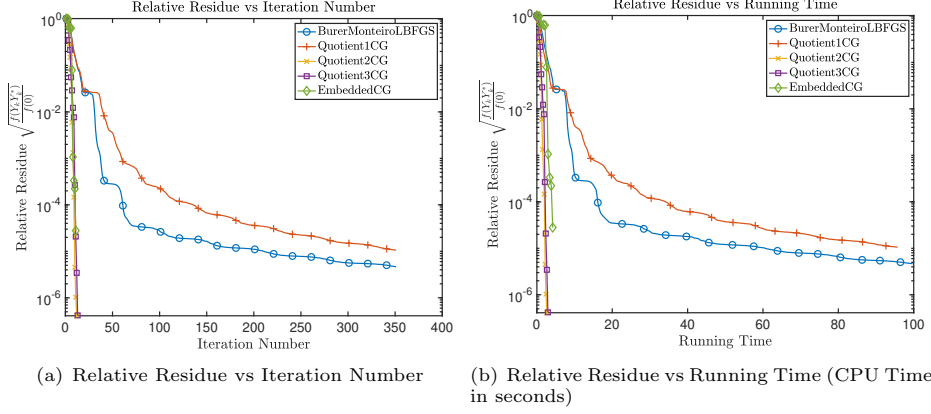 Relative Residue vs Iteration Number
Relative Residue $\sqrt{\frac{f(Y_kY_k^*)}{f(0)}}$
10^0
10^{-2}
10^{-4}
10^{-6}
BurerMonteiroLBFGS
Quotient1CG
Quotient2CG
Quotient3CG
EmbeddedCG
0 50 100 150 200 250 300 350 400
Iteration Number
(a) Relative Residue vs Iteration Number
Relative Residue vs Running Time
Relative Residue $\sqrt{\frac{f(Y_kY_k^*)}{f(0)}}$
10^0
10^{-2}
10^{-4}
10^{-6}
BurerMonteiroLBFGS
Quotient1CG
Quotient2CG
Quotient3CG
EmbeddedCG
0 20 40 60 80 100
Running Time
(b) Relative Residue vs Running Time (CPU Time
in seconds)